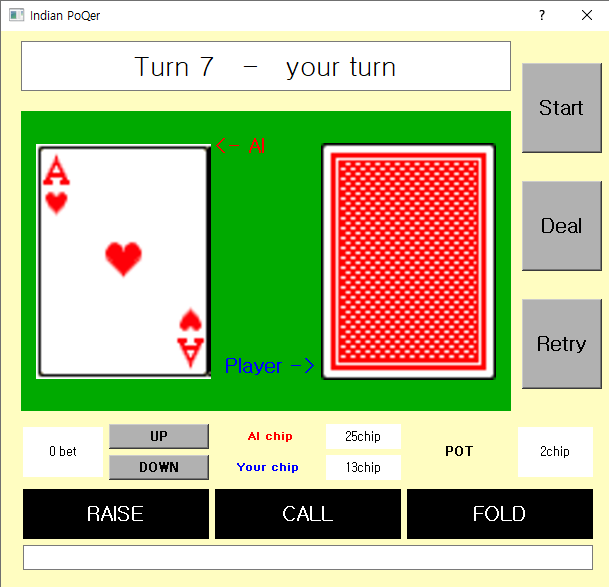 Indian PoQer
?
Turn 7 - your turn
Start
A
<- AI
Deal
Player ->
A
Retry
0 bet
UP
DOWN
AI chip
25chip
Your chip
13chip
POT
2chip
RAISE
CALL
FOLD